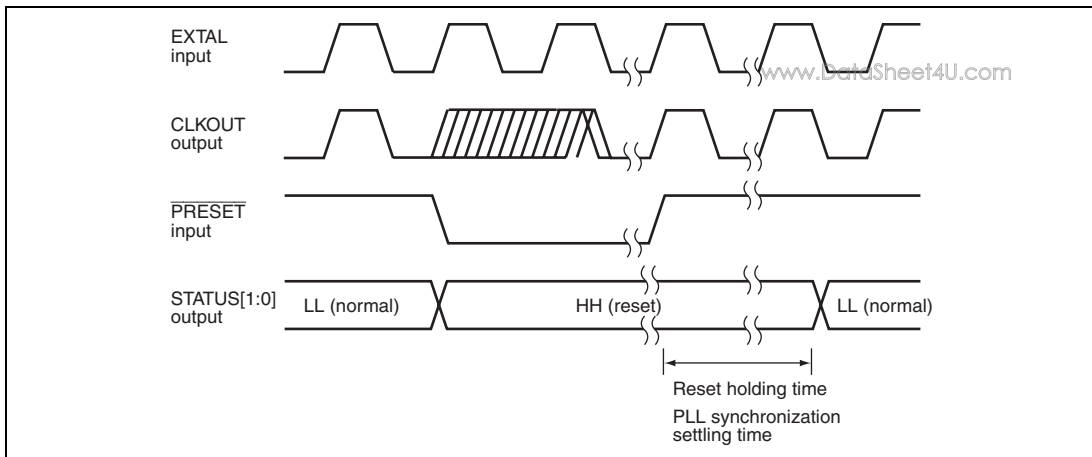 EXTAL
input
www.DataSheet4U.com
CLKOUT
output
PRESET
input
STATUS[1:0]
output
LL (normal)
HH (reset)
LL (normal)
Reset holding time
PLL synchronization
settling time